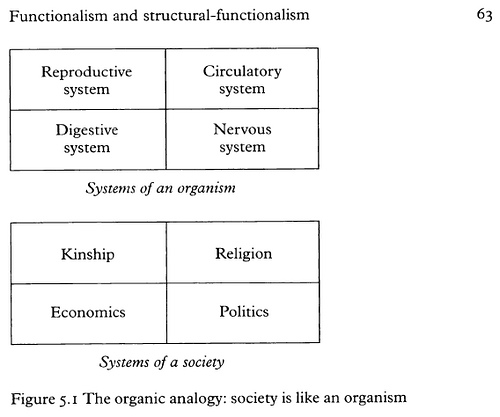 Functionalism and structural-functionalism 63
Reproductive system
Circulatory system
Digestive system
Nervous system
Systems of an organism
Kinship
Religion
Economics
Politics
Systems of a society
Figure 5.1 The organic analogy: society is like an organism